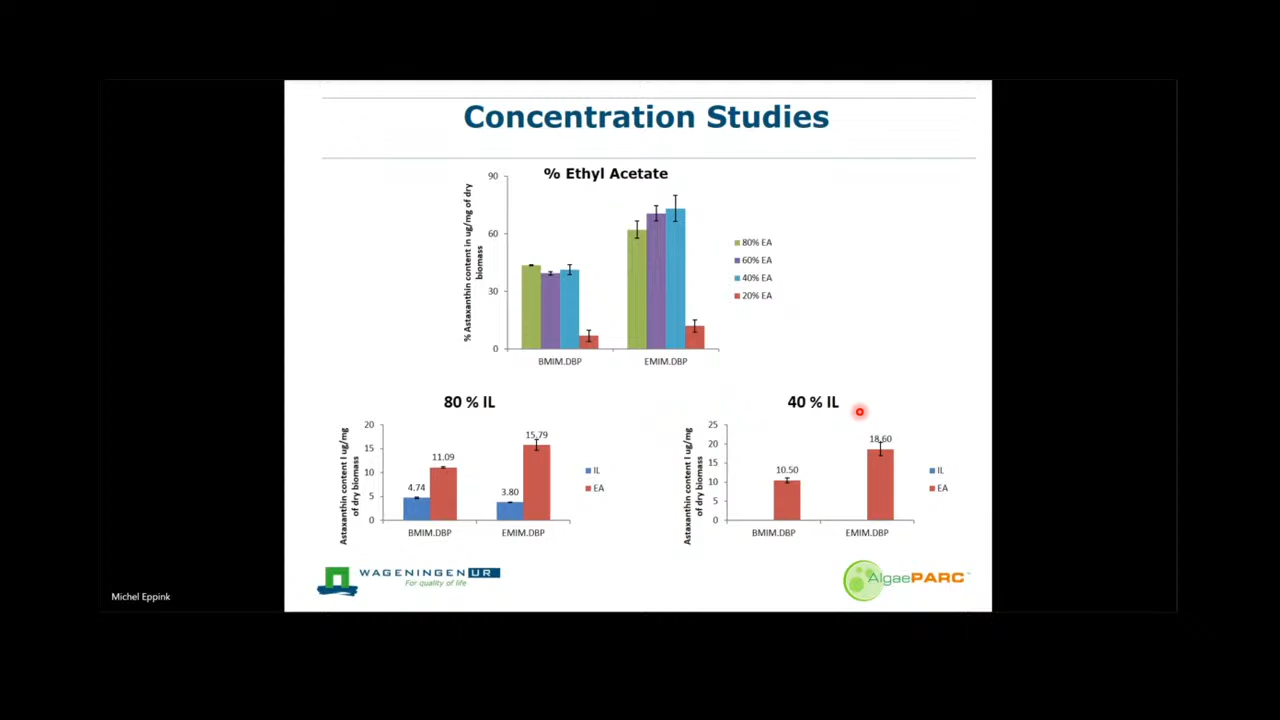 Concentration Studies
% Ethyl Acetate
% Astaxanthin content in ug/mg of dry
biomass
90
60
30
0
BMIM.DBP
EMIM.DBP
80% EA
60% EA
40% EA
20% EA
80 % IL
Astaxanthin content I ug/mg
of dry biomass
20
15
10
5
0
4.74
11.09
3.80
15.79
BMIM.DBP
EMIM.DBP
IL
EA
40 % IL
Astaxanthin content I ug/mg
of dry biomass
25
20
15
10
5
0
10.50
18.60
BMIM.DBP
EMIM.DBP
IL
EA
WAGENINGEN UR
For quality of life
AlgaePARC™
Michel Eppink